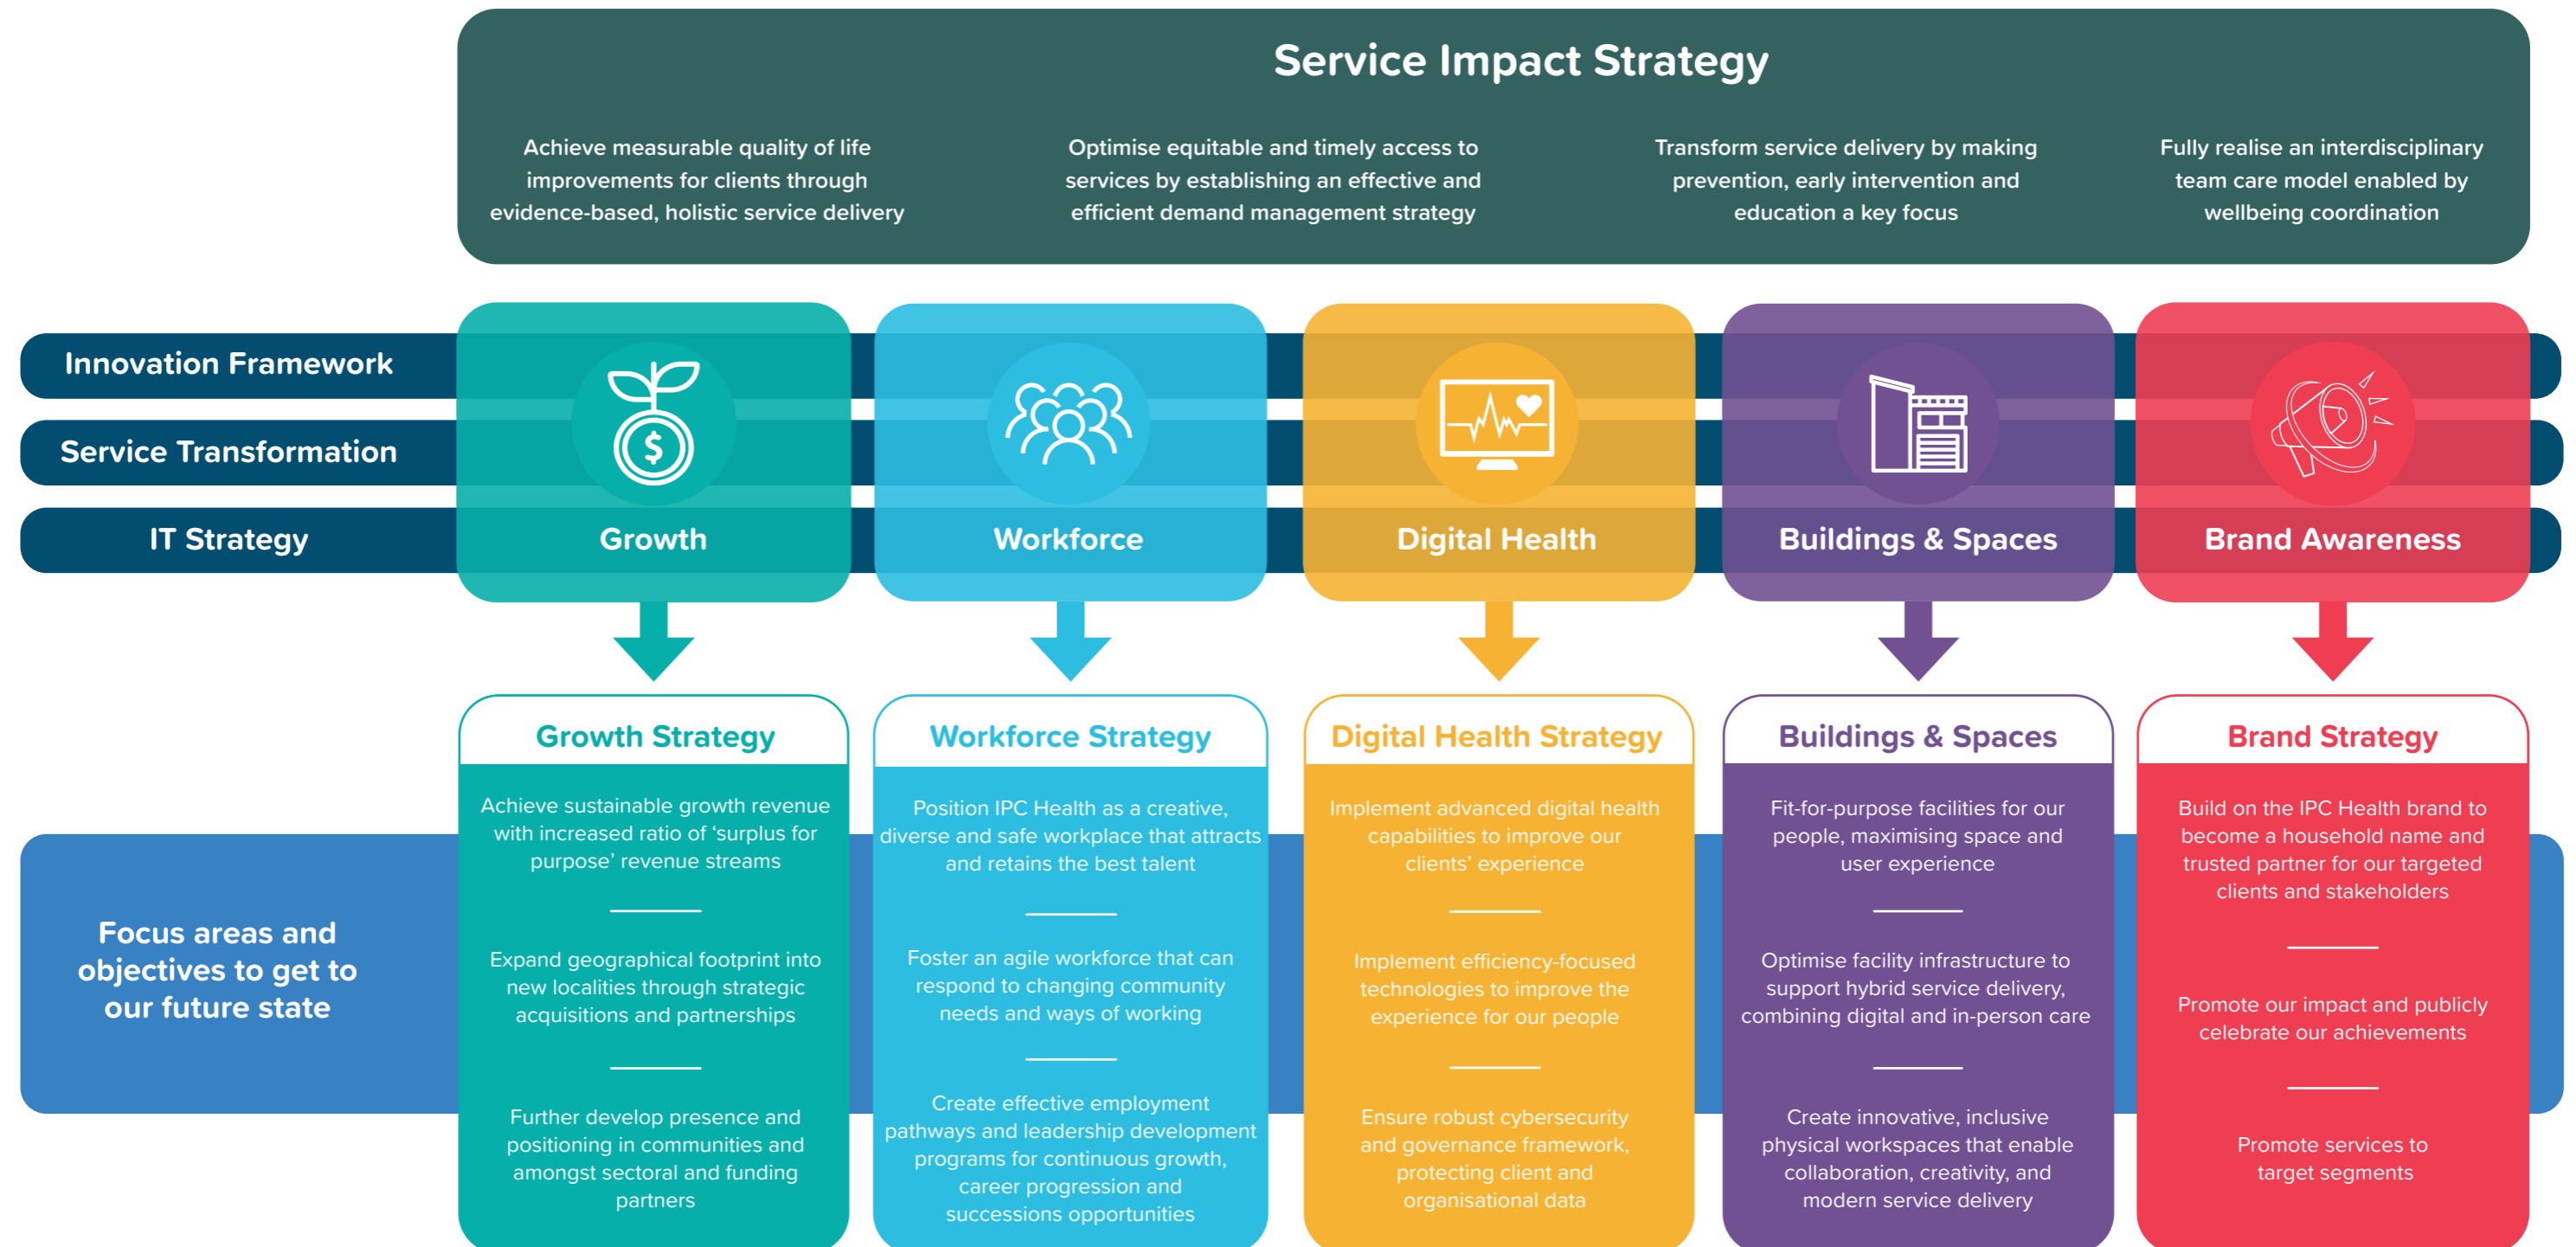 Service Impact Strategy
Achieve measurable quality of life
improvements for clients through
evidence-based, holistic service delivery
Optimise equitable and timely access to
services by establishing an effective and
efficient demand management strategy
Transform service delivery by making
prevention, early intervention and
education a key focus
Fully realise an interdisciplinary
team care model enabled by
wellbeing coordination
Innovation Framework
Service Transformation
IT Strategy
$
Growth
Workforce
Digital Health
Buildings & Spaces
Brand Awareness
Focus areas and
objectives to get to
our future state
Growth Strategy
Achieve sustainable growth revenue
with increased ratio of ‘surplus for
purpose’ revenue streams
Expand geographical footprint into
new localities through strategic
acquisitions and partnerships
Further develop presence and
positioning in communities and
amongst sectoral and funding
partners
Workforce Strategy
Position IPC Health as a creative,
diverse and safe workplace that attracts
and retains the best talent
Foster an agile workforce that can
respond to changing community
needs and ways of working
Create effective employment
pathways and leadership development
programs for continuous growth,
career progression and
successions opportunities
Digital Health Strategy
Implement advanced digital health
capabilities to improve our
clients’ experience
Implement efficiency-focused
technologies to improve the
experience for our people
Ensure robust cybersecurity
and governance framework,
protecting client and
organisational data
Buildings & Spaces
Fit-for-purpose facilities for our
people, maximising space and
user experience
Optimise facility infrastructure to
support hybrid service delivery,
combining digital and in-person care
Create innovative, inclusive
physical workspaces that enable
collaboration, creativity, and
modern service delivery
Brand Strategy
Build on the IPC Health brand to
become a household name and
trusted partner for our targeted
clients and stakeholders
Promote our impact and publicly
celebrate our achievements
Promote services to
target segments